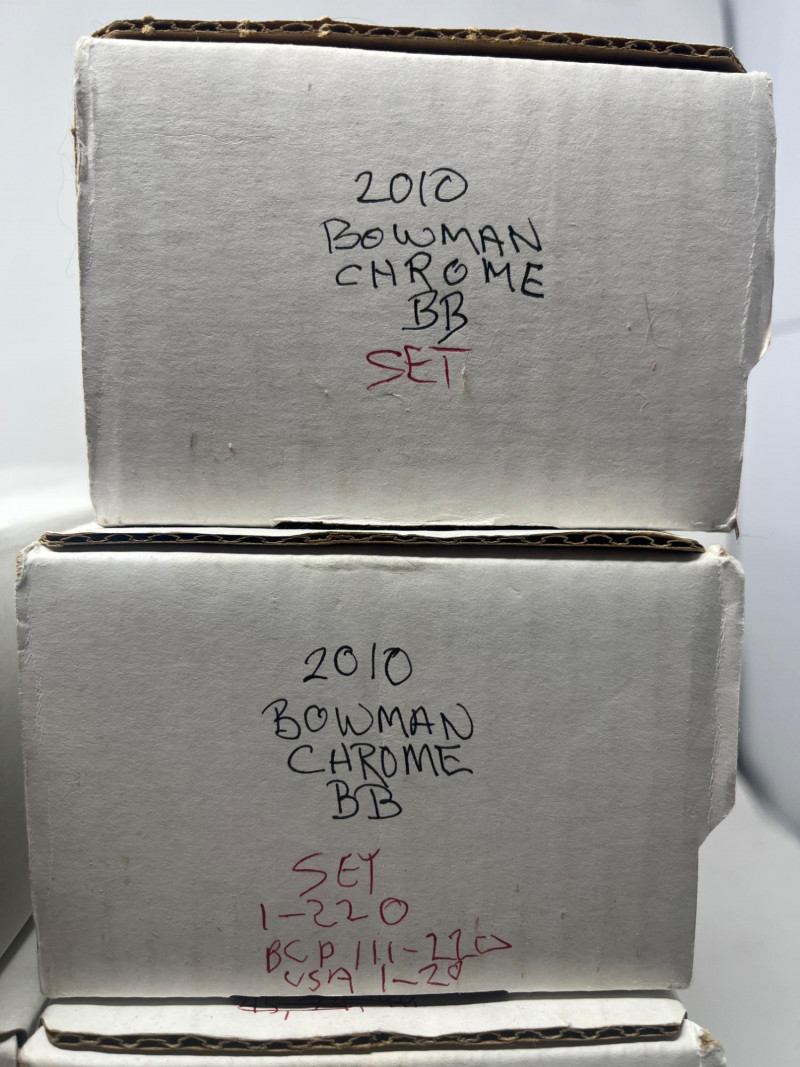 2010
BOWMAN
CHROME
BB
SET
2010
BOWMAN
CHROME
BB
SET
1-220
BCP 111-220
USA 1-20